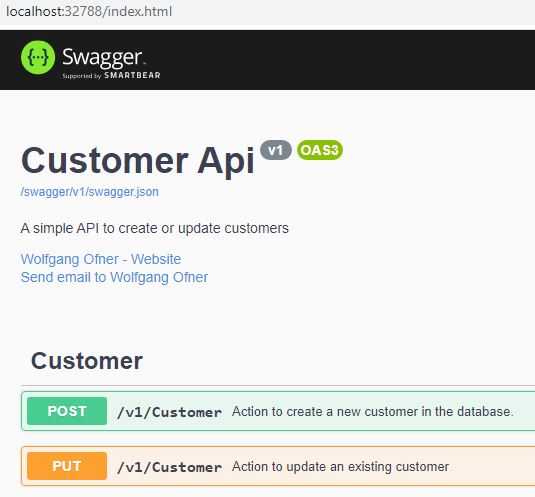 localhost:32788/index.html
{···} Swagger™
Supported by SMARTBEAR
Customer Api v1 OAS3
/swagger/v1/swagger.json
A simple API to create or update customers
Wolfgang Ofner - Website
Send email to Wolfgang Ofner
Customer
POST /v1/Customer Action to create a new customer in the database.
PUT /v1/Customer Action to update an existing customer